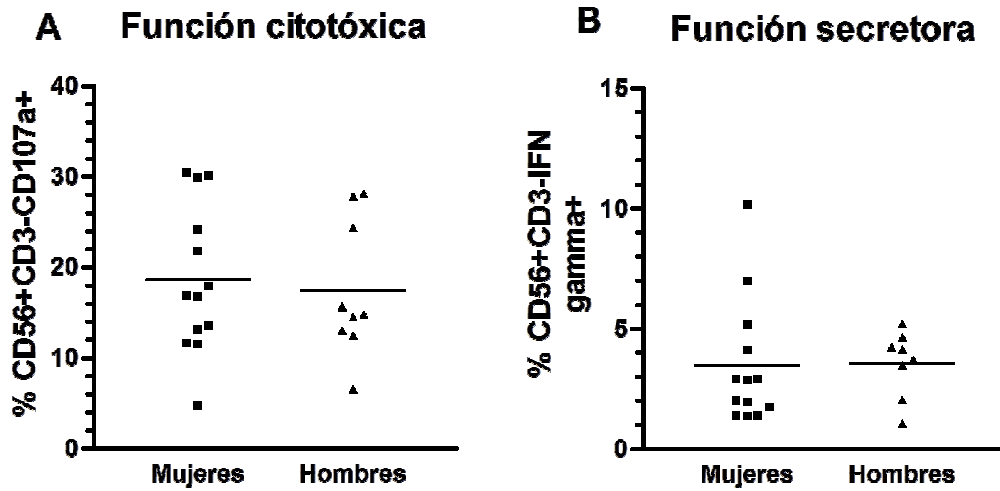 A
Función citotóxica
% CD56+CD3-CD107a+
40
30
20
10
0
Mujeres
Hombres
B
Función secretora
% CD56+CD3-IFN
gamma+
15
10
5
0
Mujeres
Hombres